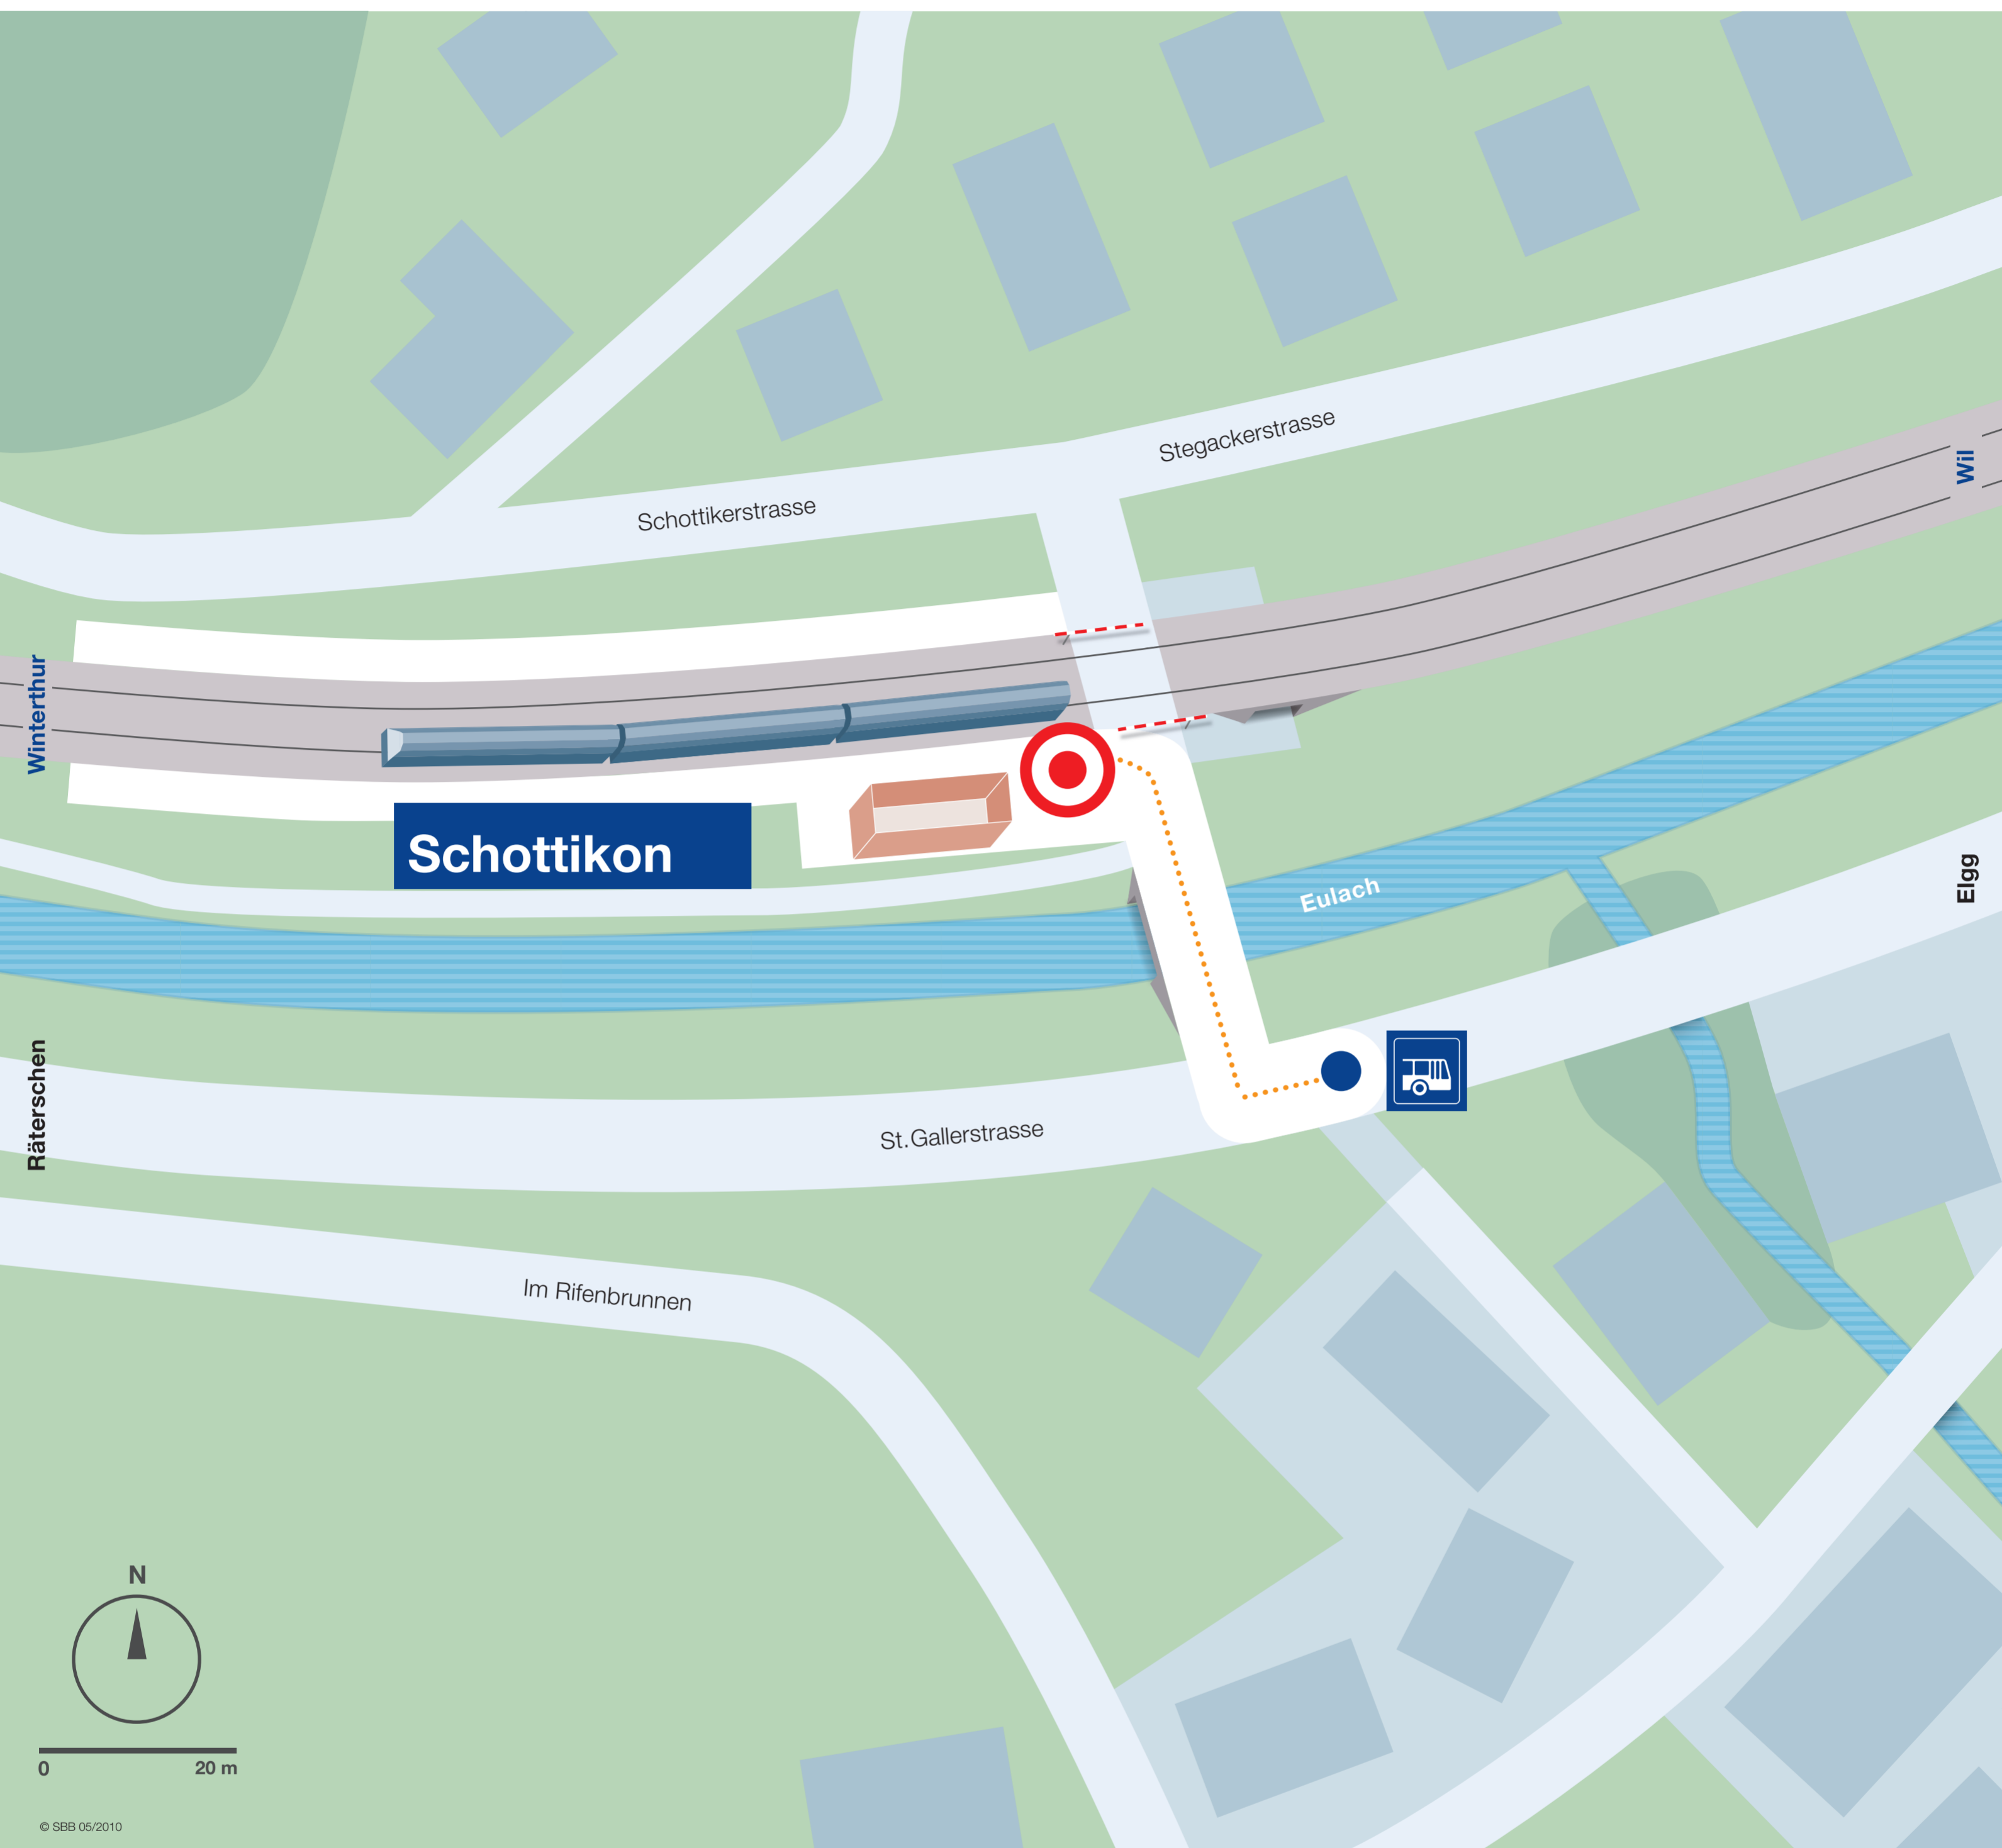 Stegackerstrasse
Schottikerstrasse
Wil
Winterthur
Schottikon
Eulach
Elgg
Räterschen
St. Gallerstrasse
Im Rifenbrunnen
N
0 20 m
© SBB 05/2010